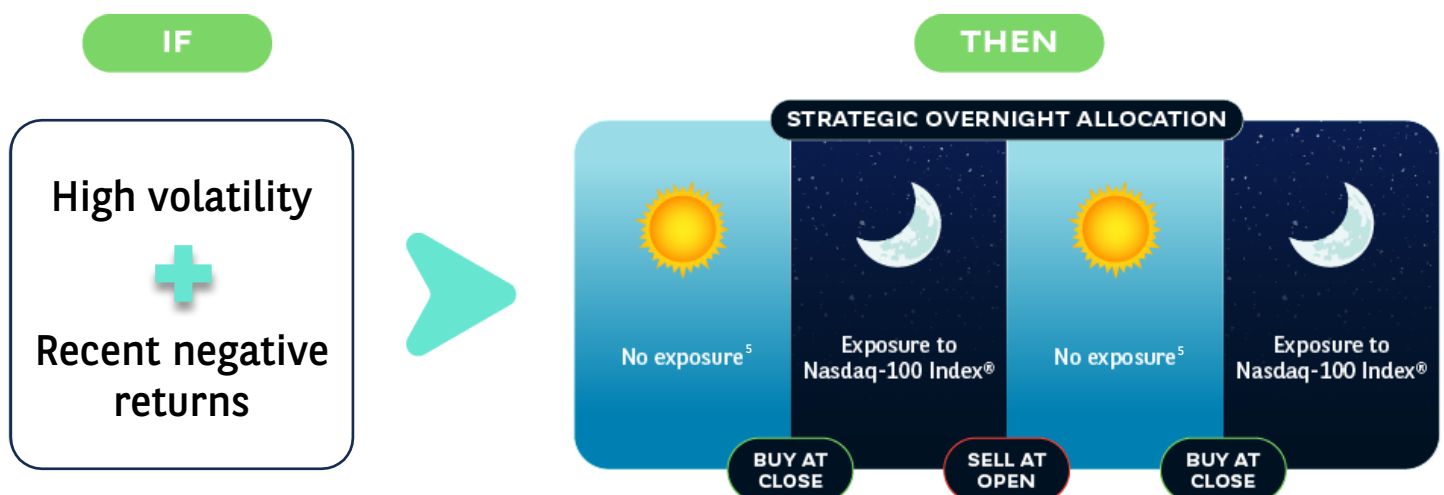 IF
THEN
High volatility
Recent negative
returns
STRATEGIC OVERNIGHT ALLOCATION
No exposure⁵
Exposure to
Nasdaq-100 Index®
No exposure⁵
Exposure to
Nasdaq-100 Index®
BUY AT
CLOSE
SELL AT
OPEN
BUY AT
CLOSE